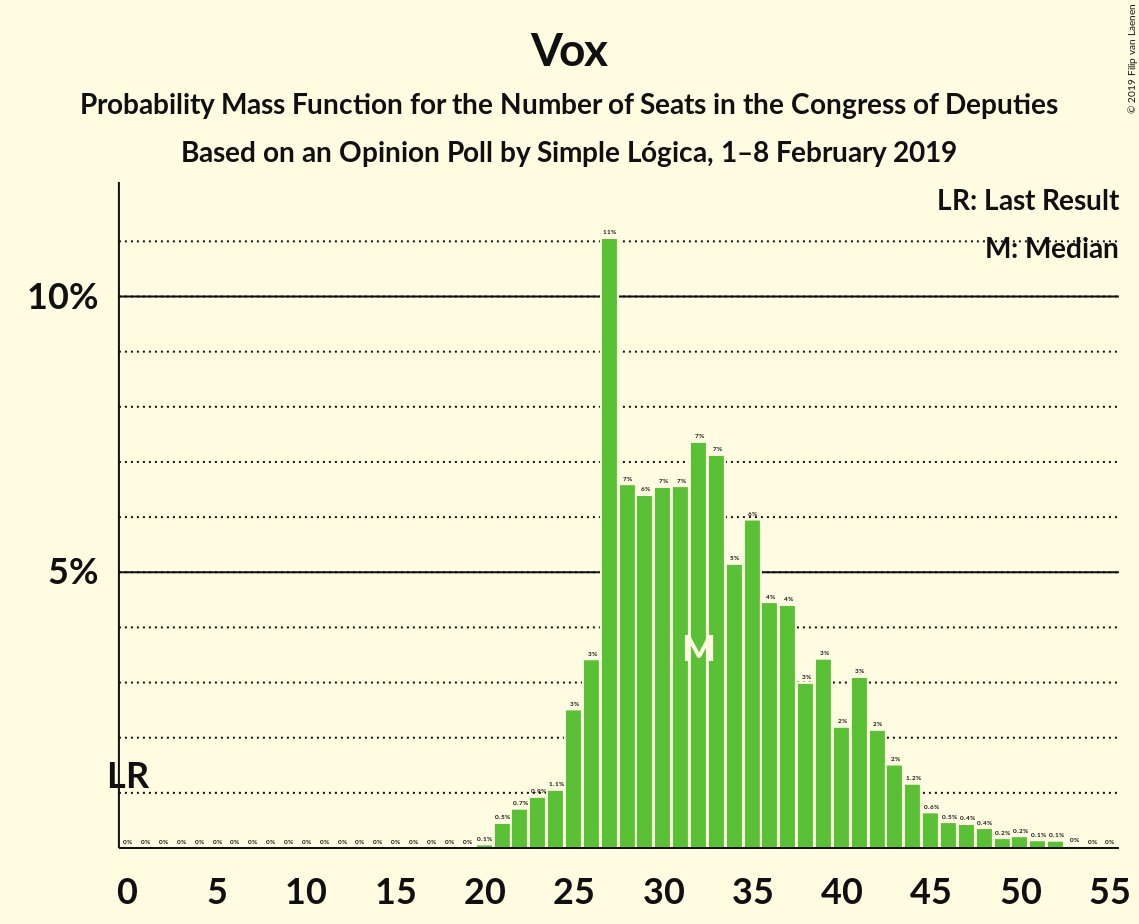 Vox
Probability Mass Function for the Number of Seats in the Congress of Deputies
Based on an Opinion Poll by Simple Lógica, 1–8 February 2019
© 2019 Filip van Laenen
LR: Last Result
M: Median
10%
5%
LR
M
0% 0% 0% 0% 0% 0% 0% 0% 0% 0% 0% 0% 0% 0% 0% 0% 0% 0% 0% 0% 0.1% 0.5% 0.7% 0.9% 1.1% 3% 3% 11% 7% 6% 7% 7% 7% 7% 5% 6% 4% 4% 3% 3% 2% 3% 2% 2% 1.2% 0.6% 0.5% 0.4% 0.4% 0.2% 0.2% 0.1% 0.1% 0% 0% 0%
0 5 10 15 20 25 30 35 40 45 50 55